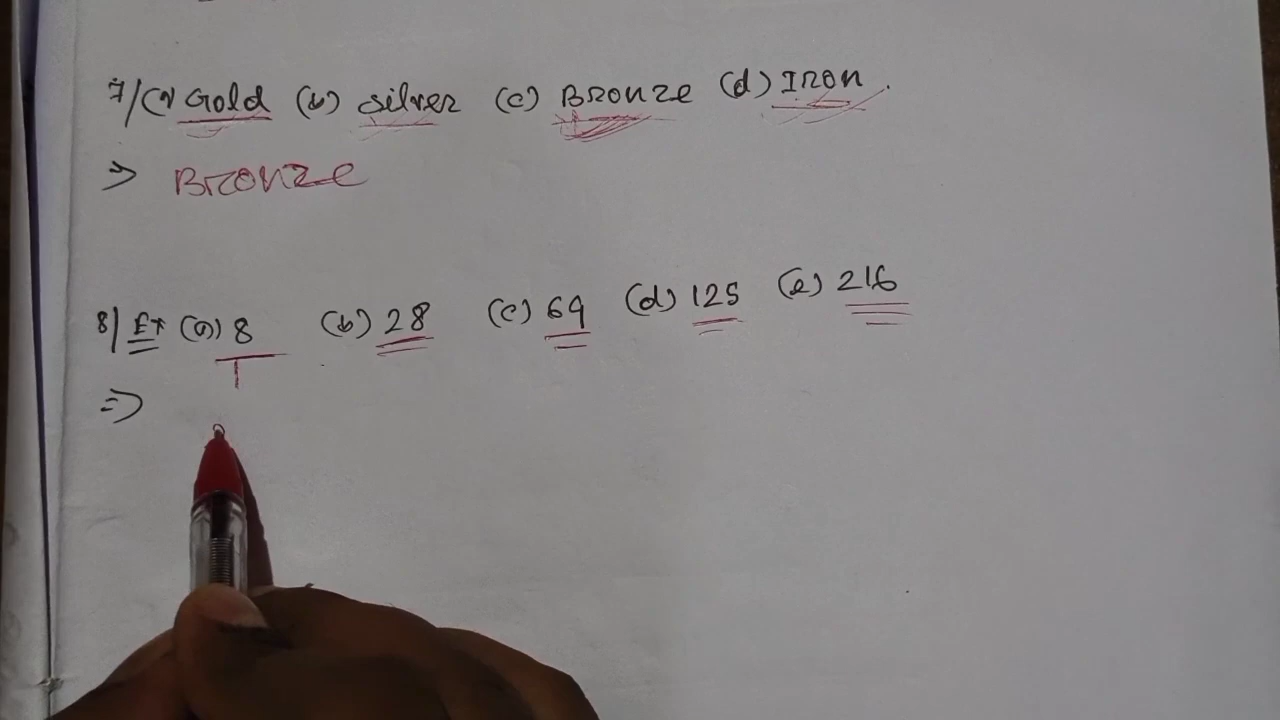 7/(a) Gold (b) silver (c) Bronze (d) Iron.
⇒ Bronze
8/ Ex (a) 8 (b) 28 (c) 64 (d) 125 (e) 216
⇒